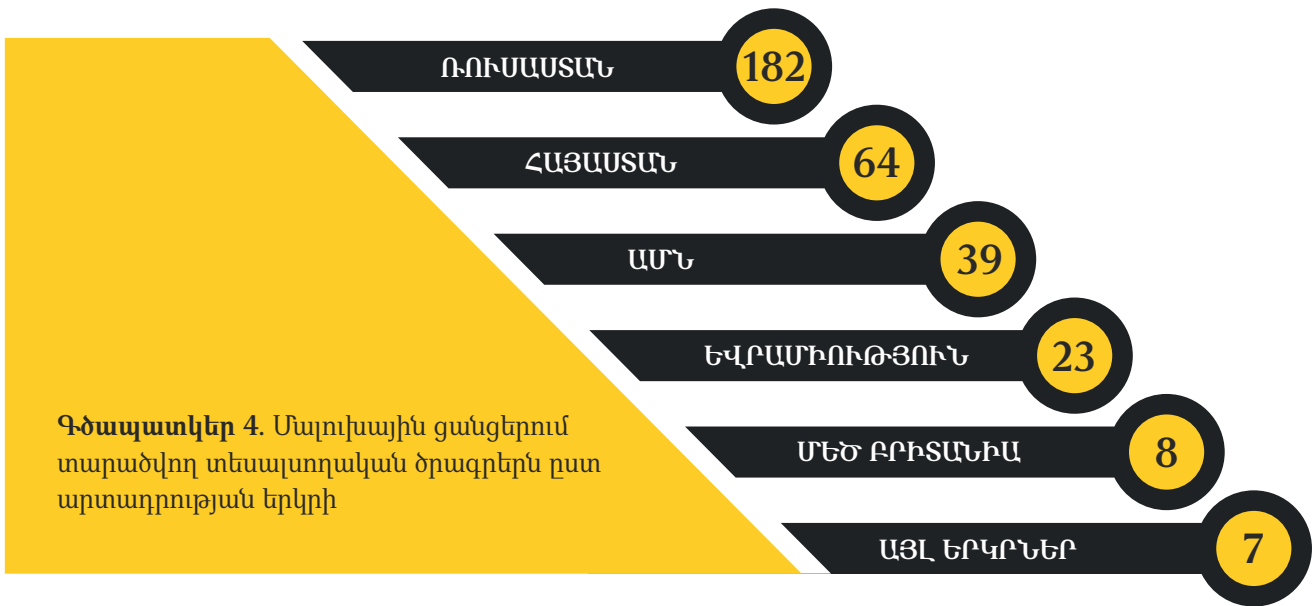 ՌՈՒՍԱՍՏԱՆ 182
ՀԱՅԱՍՏԱՆ 64
ԱՄՆ 39
ԵՎՐԱՄԻՈՒԹՅՈՒՆ 23
ՄԵԾ ԲՐԻՏԱՆԻԱ 8
ԱՅԼ ԵՐԿՐՆԵՐ 7
Գծապատկեր 4. Մալուխային ցանցերում
տարածվող տեսալսողական ծրագրերն ըստ
արտադրության երկրի